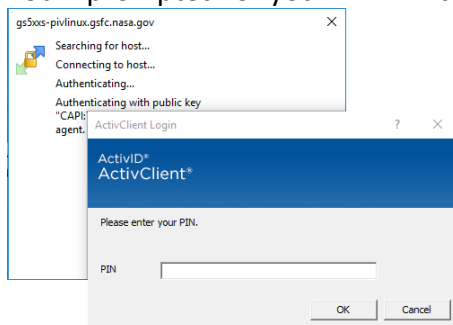 gs5xxs-pivlinux.gsfc.nasa.gov
Searching for host...
Connecting to host...
Authenticating...
Authenticating with public key
"CAPI:
agent.
ActivClient Login
ActivID®
ActivClient®
Please enter your PIN.
PIN
OK Cancel